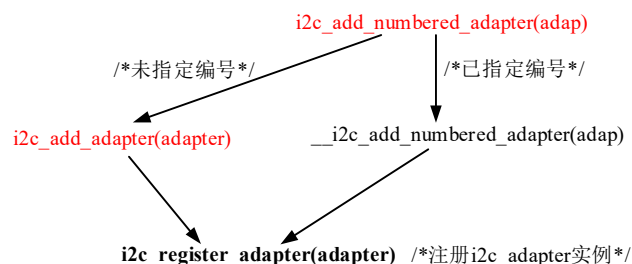 i2c_add_numbered_adapter(adap)
/*未指定编号*/
/*已指定编号*/
i2c_add_adapter(adapter)
__i2c_add_numbered_adapter(adap)
i2c_register_adapter(adapter) /*注册i2c_adapter实例*/